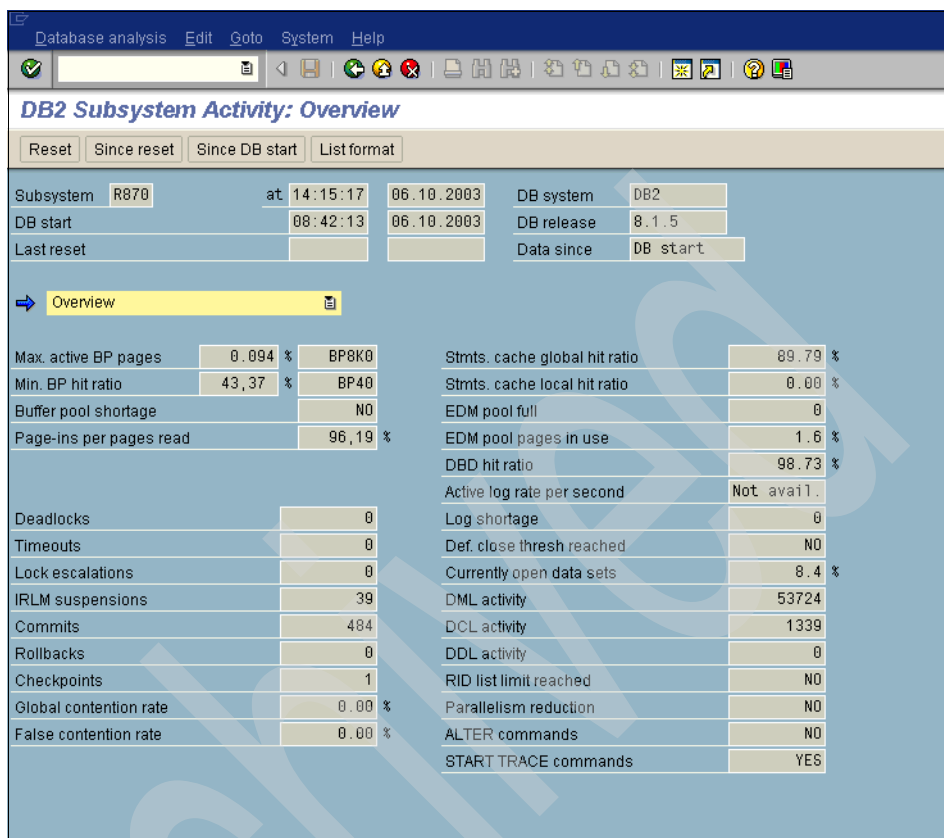 Database analysis Edit Goto System Help
DB2 Subsystem Activity: Overview
Reset Since reset Since DB start List format
Subsystem R870 at 14:15:17 06.10.2003 DB system DB2
DB start 08:42:13 06.10.2003 DB release 8.1.5
Last reset Data since DB start
Overview
Max. active BP pages 0.094 % BP8K0 Stmts. cache global hit ratio 89.79 %
Min. BP hit ratio 43,37 % BP40 Stmts. cache local hit ratio 0.00 %
Buffer pool shortage NO EDM pool full 0
Page-ins per pages read 96,19 % EDM pool pages in use 1.6 %
DBD hit ratio 98.73 %
Active log rate per second Not avail.
Deadlocks 0 Log shortage 0
Timeouts 0 Def. close thresh reached NO
Lock escalations 0 Currently open data sets 8.4 %
IRLM suspensions 39 DML activity 53724
Commits 484 DCL activity 1339
Rollbacks 0 DDL activity 0
Checkpoints 1 RID list limit reached NO
Global contention rate 0.00 % Parallelism reduction NO
False contention rate 0.00 % ALTER commands NO
START TRACE commands YES